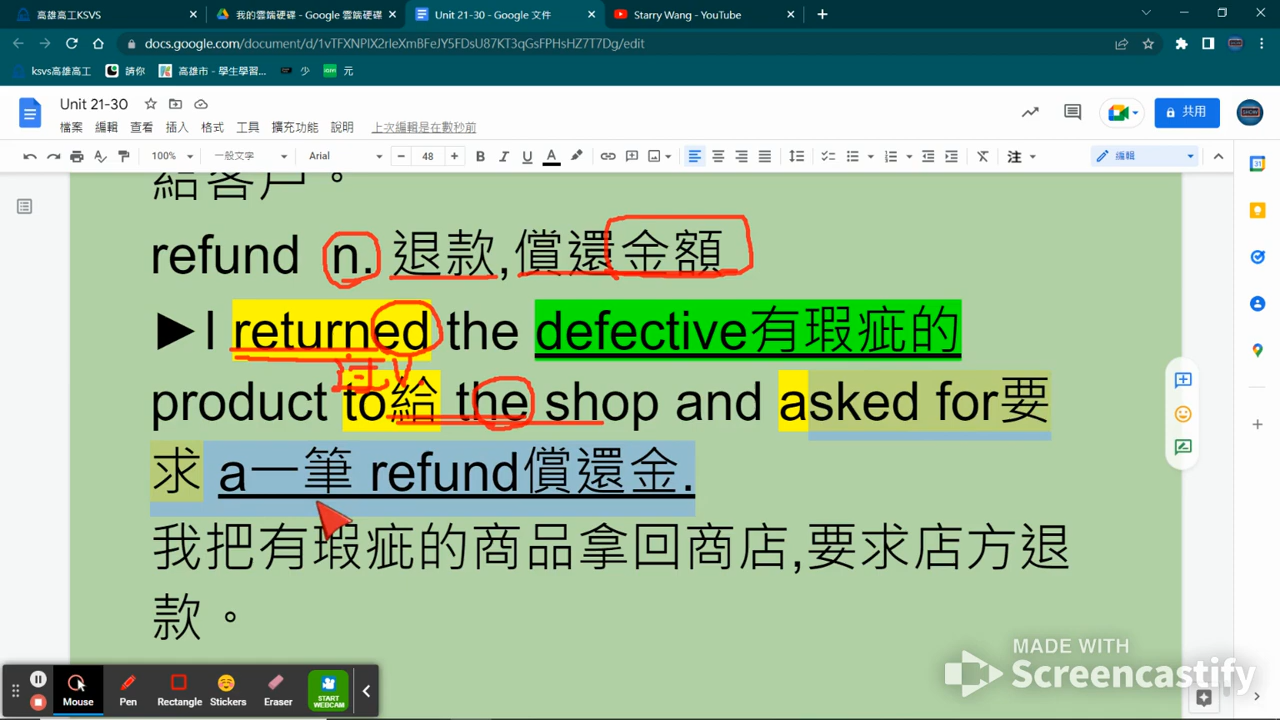 高雄高工KSVS
我的雲端硬碟 - Google 雲端硬碟
Unit 21-30 - Google 文件
Starry Wang - YouTube
docs.google.com/document/d/1vTFXNPlX2rIeXmBFeJY5FDsU87KT3qGsFPHsHZ7T7Dg/edit
ksvs高雄高工
請你
高雄市 - 學生學習...
少
元
Unit 21-30
檔案 編輯 查看 插入 格式 工具 擴充功能 說明 上次編輯是在數秒前
共用
100% 一般文字 Arial 48 注 編輯
給客戶。
refund n. 退款,償還金額
►I returned the defective有瑕疵的
過 V
product to給 the shop and asked for要
求 a一筆 refund償還金.
我把有瑕疵的商品拿回商店,要求店方退
款。
MADE WITH
Screencastify
Mouse Pen Rectangle Stickers Eraser START WEBCAM